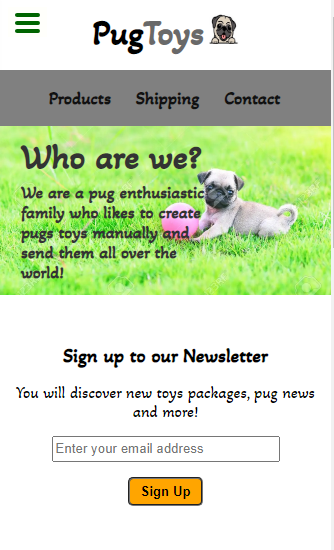 PugToys
Products Shipping Contact
Who are we?
We are a pug enthusiastic
family who likes to create
pugs toys manually and
send them all over the
world!
Sign up to our Newsletter
You will discover new toys packages, pug news
and more!
Enter your email address
Sign Up